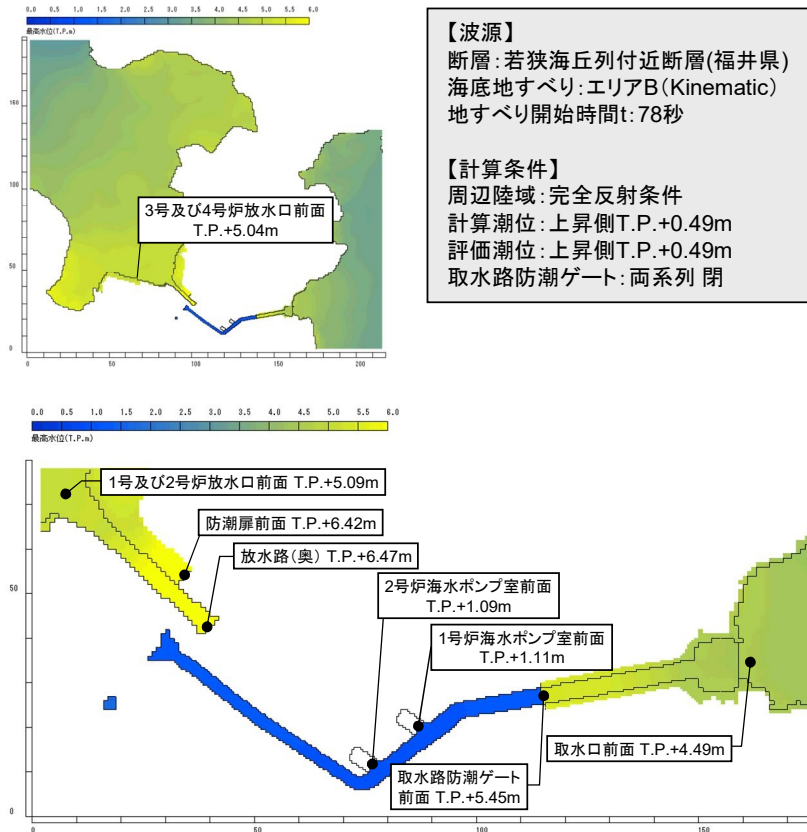 0.0 0.5 1.0 1.5 2.0 2.5 3.0 3.5 4.0 4.5 5.0 5.5 6.0
最高水位(T.P.m)
150
100
50
0
0 50 100 150 200
3号及び4号炉放水口前面
T.P.+5.04m
【波源】
断層:若狭海丘列付近断層(福井県)
海底地すべり:エリアB(Kinematic)
地すべり開始時間t:78秒
【計算条件】
周辺陸域:完全反射条件
計算潮位:上昇側T.P.+0.49m
評価潮位:上昇側T.P.+0.49m
取水路防潮ゲート:両系列 閉
0.0 0.5 1.0 1.5 2.0 2.5 3.0 3.5 4.0 4.5 5.0 5.5 6.0
最高水位(T.P.m)
1号及び2号炉放水口前面 T.P.+5.09m
防潮扉前面 T.P.+6.42m
放水路(奥) T.P.+6.47m
2号炉海水ポンプ室前面
T.P.+1.09m
1号炉海水ポンプ室前面
T.P.+1.11m
取水口前面 T.P.+4.49m
取水路防潮ゲート
前面 T.P.+5.45m
50
0
0 50 100 150